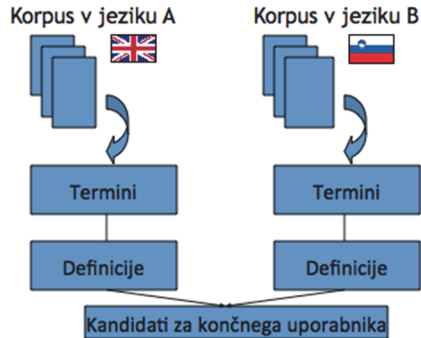 Korpus v jeziku A
Korpus v jeziku B
Termini
Termini
Definicije
Definicije
Kandidati za končnega uporabnika